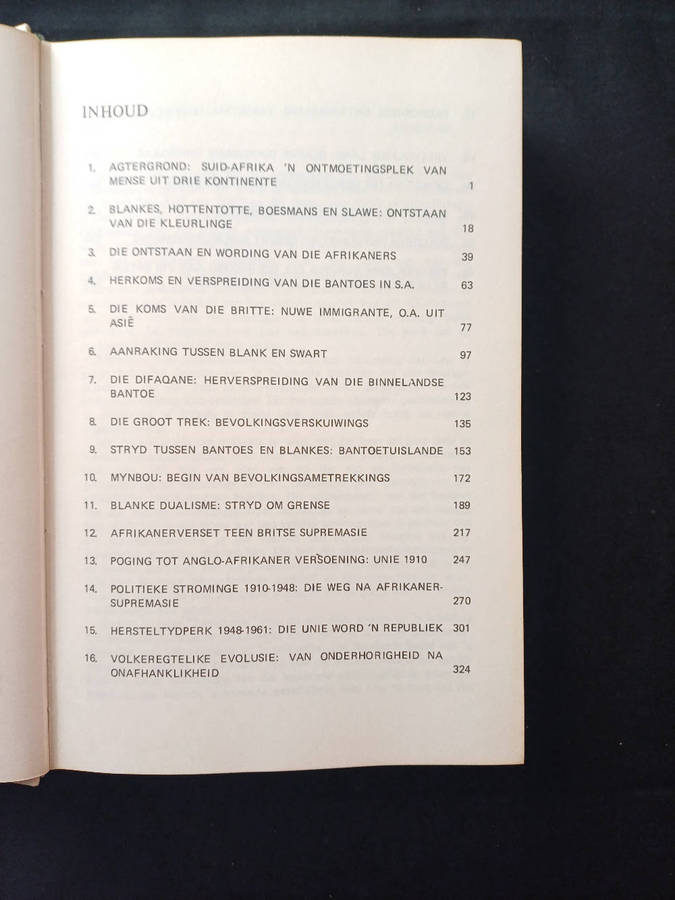 INHOUD
1. AGTERGROND: SUID-AFRIKA 'N ONTMOETINGSPLEK VAN
MENSE UIT DRIE KONTINENTE 1
2. BLANKES, HOTTENTOTTE, BOESMANS EN SLAWE: ONTSTAAN
VAN DIE KLEURLINGE 18
3. DIE ONTSTAAN EN WORDING VAN DIE AFRIKANERS 39
4. HERKOMS EN VERSPREIDING VAN DIE BANTOES IN S.A. 63
5. DIE KOMS VAN DIE BRITTE: NUWE IMMIGRANTE, O.A. UIT
ASIË 77
6. AANRAKING TUSSEN BLANK EN SWART 97
7. DIE DIFAQANE: HERVERSPREIDING VAN DIE BINNELANDSE
BANTOE 123
8. DIE GROOT TREK: BEVOLKINGSVERSKUIWINGS 135
9. STRYD TUSSEN BANTOES EN BLANKES: BANTOETUISLANDE 153
10. MYNBOU: BEGIN VAN BEVOLKINGSAMETREKKINGS 172
11. BLANKE DUALISME: STRYD OM GRENSE 189
12. AFRIKANERVERSET TEEN BRITSE SUPREMASIE 217
13. POGING TOT ANGLO-AFRIKANER VERSOENING: UNIE 1910 247
14. POLITIEKE STROMINGE 1910-1948: DIE WEG NA AFRIKANER-
SUPREMASIE 270
15. HERSTELTYDPERK 1948-1961: DIE UNIE WORD 'N REPUBLIEK 301
16. VOLKEREGTELIKE EVOLUSIE: VAN ONDERHORIGHEID NA
ONAFHANKLIKHEID 324